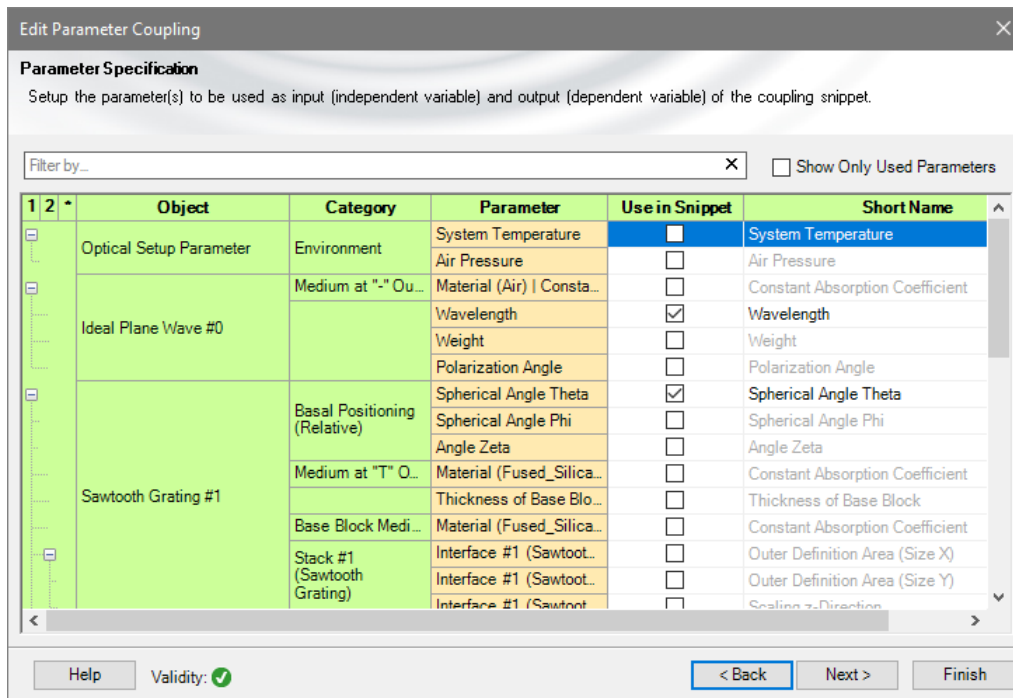 Edit Parameter Coupling
Parameter Specification
Setup the parameter(s) to be used as input (independent variable) and output (dependent variable) of the coupling snippet.
Filter by...
Show Only Used Parameters
1 2 * Object Category Parameter Use in Snippet Short Name
Optical Setup Parameter Environment System Temperature System Temperature
Air Pressure Air Pressure
Ideal Plane Wave #0 Medium at "-" Ou... Material (Air) | Consta... Constant Absorption Coefficient
Wavelength Wavelength
Weight Weight
Polarization Angle Polarization Angle
Sawtooth Grating #1 Basal Positioning (Relative) Spherical Angle Theta Spherical Angle Theta
Spherical Angle Phi Spherical Angle Phi
Angle Zeta Angle Zeta
Medium at "T" O... Material (Fused_Silica... Constant Absorption Coefficient
Thickness of Base Blo... Thickness of Base Block
Base Block Medi... Material (Fused_Silica... Constant Absorption Coefficient
Stack #1 (Sawtooth Grating) Interface #1 (Sawtoot... Outer Definition Area (Size X)
Interface #1 (Sawtoot... Outer Definition Area (Size Y)
Interface #1 (Sawtoot Scaling z-Direction
Help Validity: < Back Next > Finish